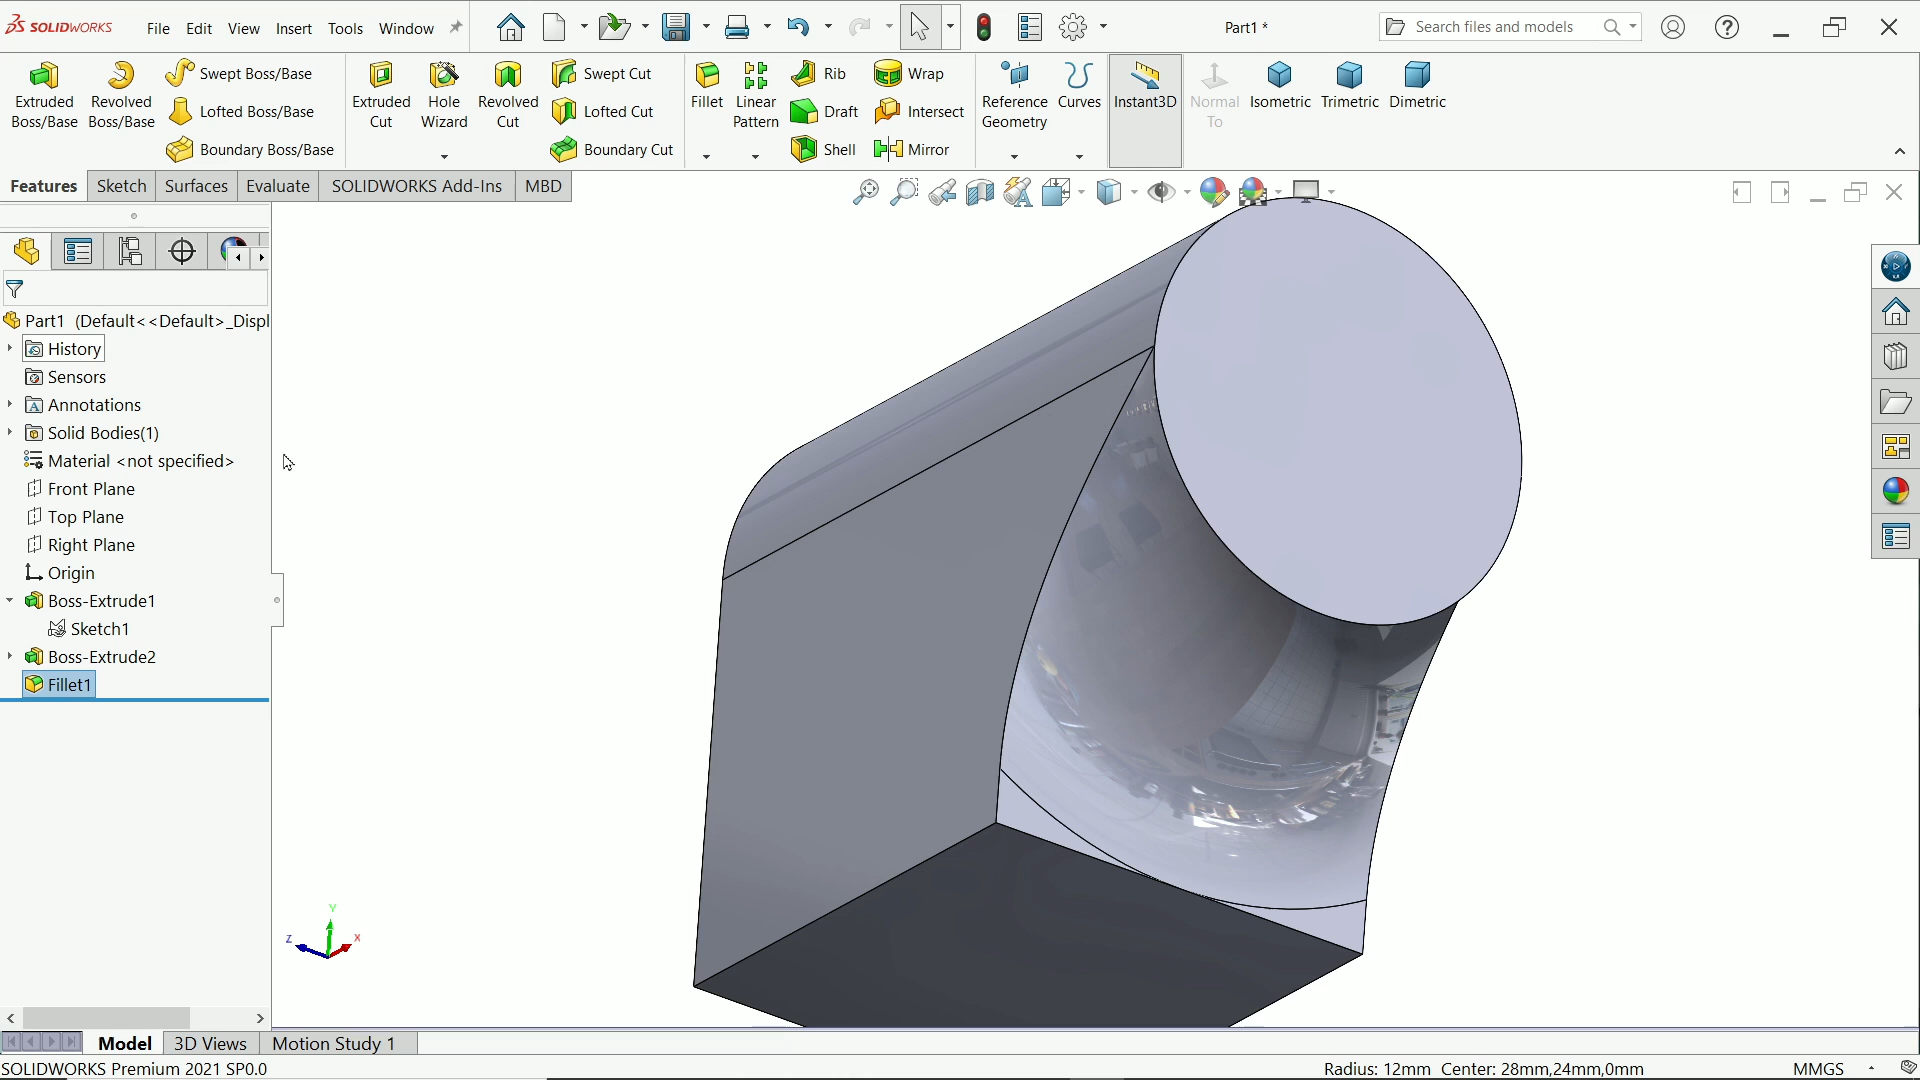 SOLIDWORKS File Edit View Insert Tools Window Part1 * Search files and models
Extruded Boss/Base
Revolved Boss/Base
Swept Boss/Base
Lofted Boss/Base
Boundary Boss/Base
Extruded Cut
Hole Wizard
Revolved Cut
Swept Cut
Lofted Cut
Boundary Cut
Fillet
Linear Pattern
Rib
Draft
Shell
Wrap
Intersect
Mirror
Reference Geometry
Curves
Instant3D
Normal To
Isometric
Trimetric
Dimetric
Features Sketch Surfaces Evaluate SOLIDWORKS Add-Ins MBD
Part1 (Default<<Default>_Displ
History
Sensors
Annotations
Solid Bodies(1)
Material <not specified>
Front Plane
Top Plane
Right Plane
Origin
Boss-Extrude1
Sketch1
Boss-Extrude2
Fillet1
Y
Z
X
Model 3D Views Motion Study 1
SOLIDWORKS Premium 2021 SP0.0 Radius: 12mm Center: 28mm,24mm,0mm MMGS